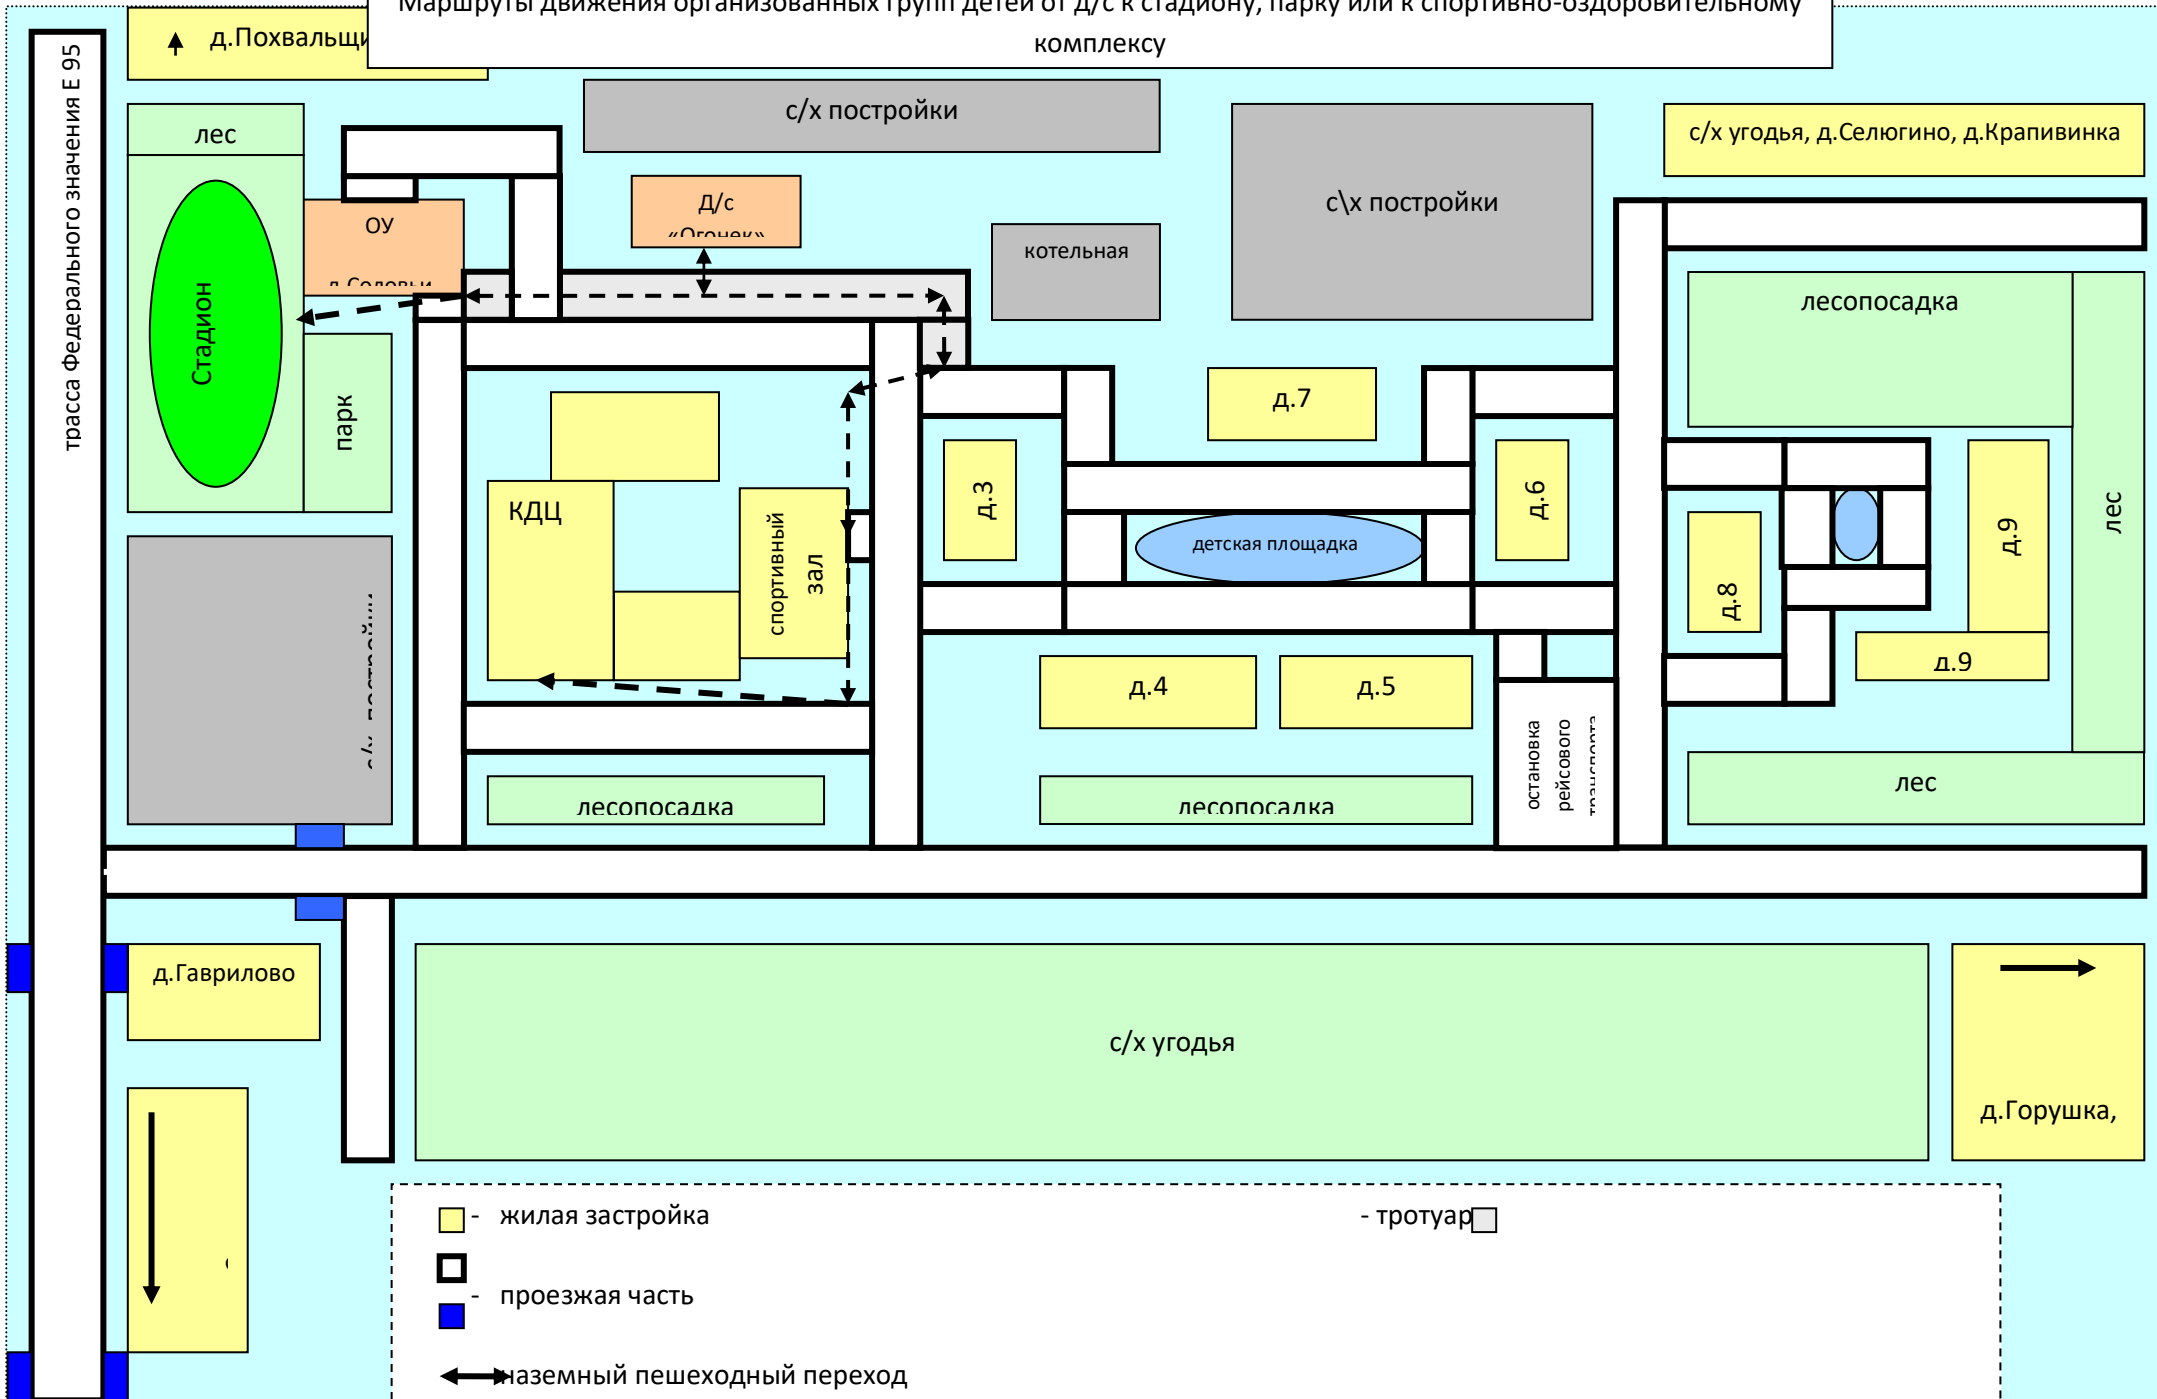 Маршруты движения организованных групп детей от д/с к стадиону, парку или к спортивно-оздоровительному
комплексу
трасса Федерального значения Е 95
лес
с/х постройки
с/х угодья, д.Селюгино, д.Крапивинка
Д/с
«Огонек»
с\х постройки
ОУ
котельная
Стадион
лесопосадка
парк
д.7
КДЦ
д.3
д.6
лес
спортивный
зал
детская площадка
д.9
д.8
с/х постройки
д.9
д.4
д.5
остановка
рейсового
транспорта
лес
лесопосадка
лесопосадка
д.Гаврилово
с/х угодья
д.Горушка,
- жилая застройка
- тротуар
- проезжая часть
наземный пешеходный переход